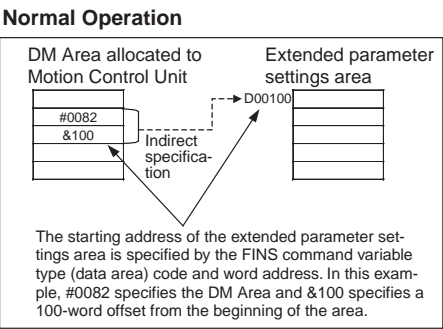 Normal Operation
DM Area allocated to
Motion Control Unit
Extended parameter
settings area
D00100
#0082
&100
Indirect
specifica-
tion
The starting address of the extended parameter set-
tings area is specified by the FINS command variable
type (data area) code and word address. In this exam-
ple, #0082 specifies the DM Area and &100 specifies a
100-word offset from the beginning of the area.